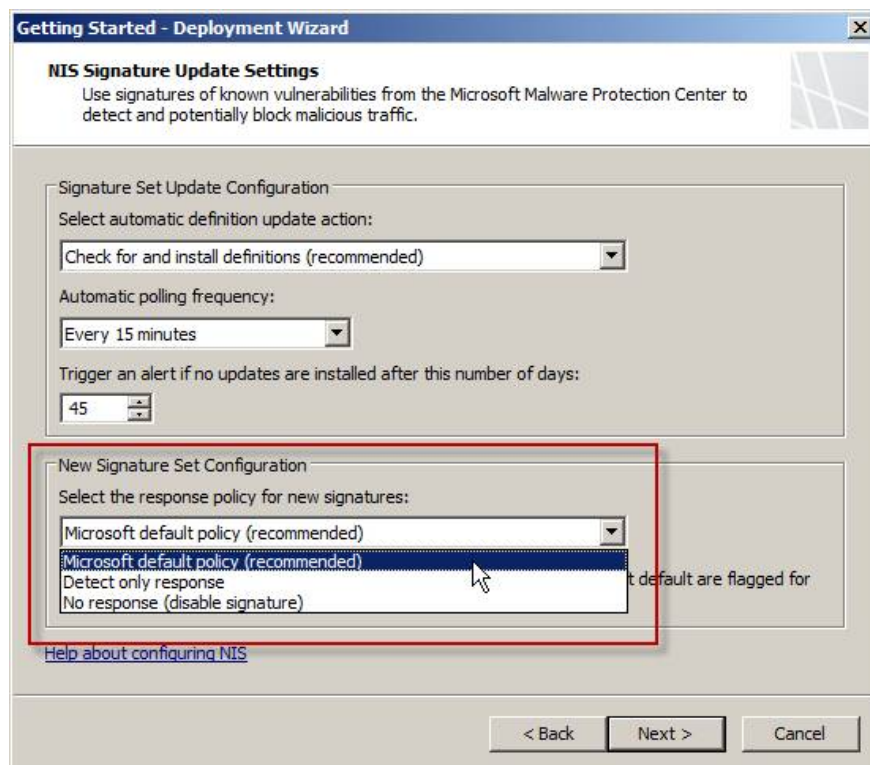 Getting Started - Deployment Wizard
NIS Signature Update Settings
Use signatures of known vulnerabilities from the Microsoft Malware Protection Center to
detect and potentially block malicious traffic.
Signature Set Update Configuration
Select automatic definition update action:
Check for and install definitions (recommended)
Automatic polling frequency:
Every 15 minutes
Trigger an alert if no updates are installed after this number of days:
45
New Signature Set Configuration
Select the response policy for new signatures:
Microsoft default policy (recommended)
Microsoft default policy (recommended)
Detect only response
t default are flagged for
No response (disable signature)
Help about configuring NIS
< Back
Next >
Cancel